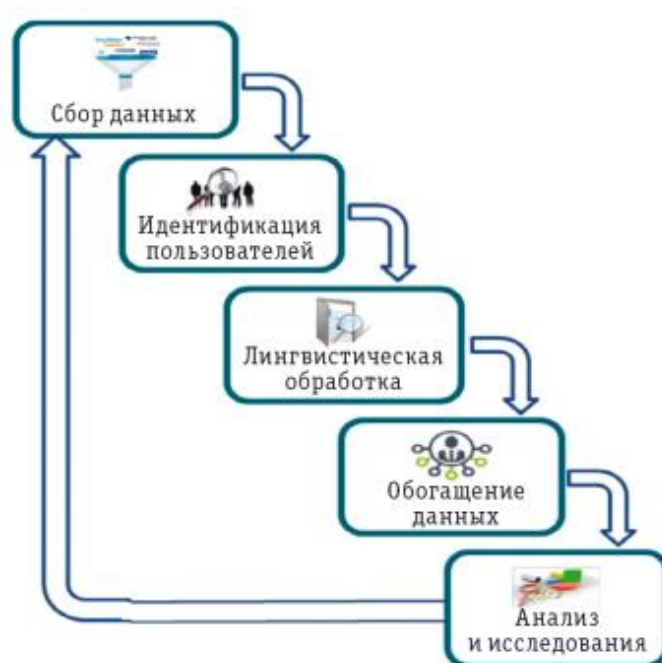 Сбор данных
Идентификация
пользователей
Лингвистическая
обработка
Обогащение
данных
Анализ
и исследования